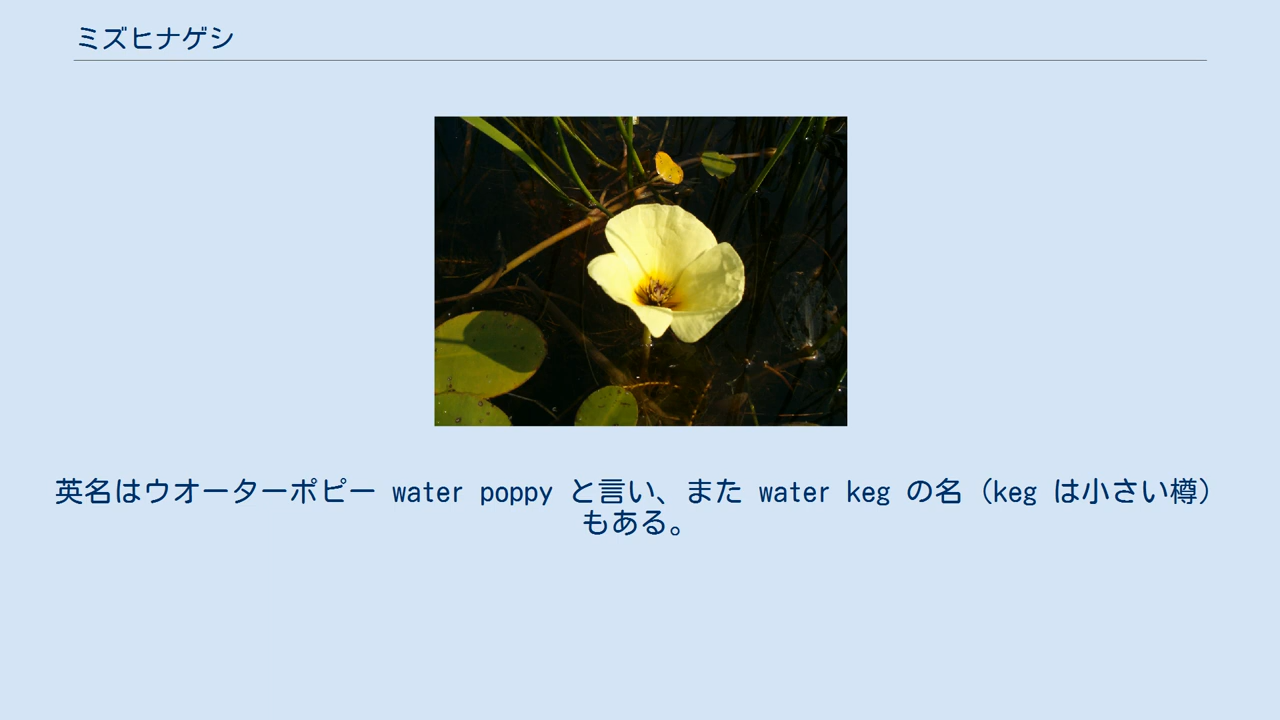 ミズヒナゲシ
英名はウオーターポピー water poppy と言い、また water keg の名（keg は小さい樽）
もある。